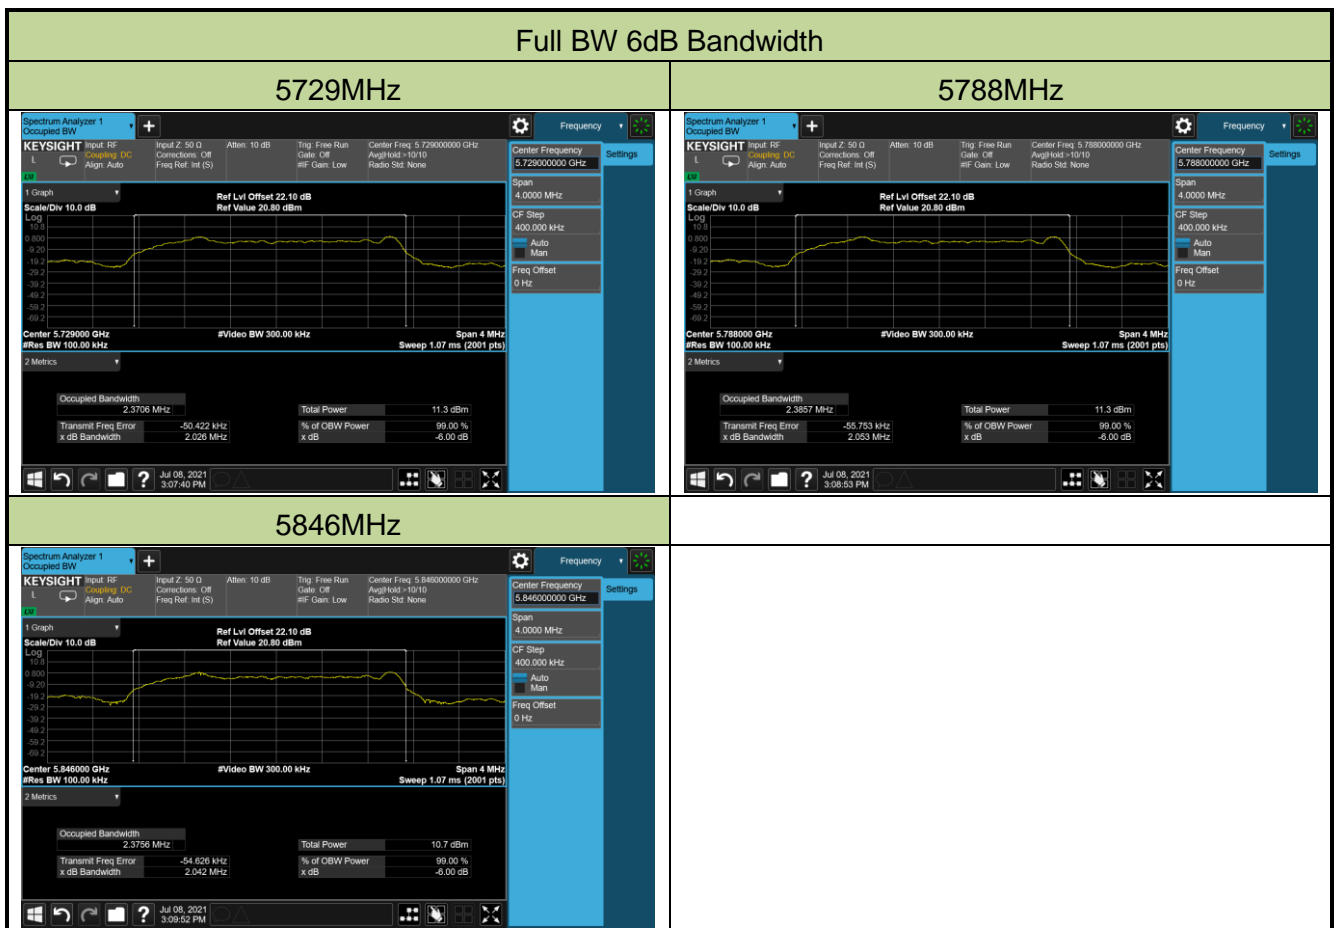 Full BW 6dB Bandwidth
5729MHz
5788MHz
Spectrum Analyzer 1
Occupied BW
+
Frequency
KEYSIGHT
L
Input: RF
Coupling: DC
Align: Auto
Input Z: 50 Ω
Corrections: Off
Freq Ref: Int (S)
Atten: 10 dB
Trig: Free Run
Gate: Off
#IF Gain: Low
Center Freq: 5.729000000 GHz
Avg|Hold:>10/10
Radio Std: None
Center Frequency
5.729000000 GHz
Settings
Span
4.0000 MHz
CF Step
400.000 kHz
Auto
Man
Freq Offset
0 Hz
1 Graph
Scale/Div 10.0 dB
Ref Lvl Offset 22.10 dB
Ref Value 20.80 dBm
Log
10.8
0.800
-9.20
-19.2
-29.2
-39.2
-49.2
-59.2
-69.2
Center 5.729000 GHz
#Res BW 100.00 kHz
#Video BW 300.00 kHz
Span 4 MHz
Sweep 1.07 ms (2001 pts)
2 Metrics
Occupied Bandwidth
2.3706 MHz
Total Power 11.3 dBm
Transmit Freq Error -50.422 kHz
% of OBW Power 99.00 %
x dB Bandwidth 2.026 MHz
x dB -6.00 dB
?
Jul 08, 2021
3:07:40 PM
Spectrum Analyzer 1
Occupied BW
+
Frequency
KEYSIGHT
L
Input: RF
Coupling: DC
Align: Auto
Input Z: 50 Ω
Corrections: Off
Freq Ref: Int (S)
Atten: 10 dB
Trig: Free Run
Gate: Off
#IF Gain: Low
Center Freq: 5.788000000 GHz
Avg|Hold:>10/10
Radio Std: None
Center Frequency
5.788000000 GHz
Settings
Span
4.0000 MHz
CF Step
400.000 kHz
Auto
Man
Freq Offset
0 Hz
1 Graph
Scale/Div 10.0 dB
Ref Lvl Offset 22.10 dB
Ref Value 20.80 dBm
Log
10.8
0.800
-9.20
-19.2
-29.2
-39.2
-49.2
-59.2
-69.2
Center 5.788000 GHz
#Res BW 100.00 kHz
#Video BW 300.00 kHz
Span 4 MHz
Sweep 1.07 ms (2001 pts)
2 Metrics
Occupied Bandwidth
2.3857 MHz
Total Power 11.3 dBm
Transmit Freq Error -55.753 kHz
% of OBW Power 99.00 %
x dB Bandwidth 2.053 MHz
x dB -6.00 dB
?
Jul 08, 2021
3:08:53 PM
5846MHz
Spectrum Analyzer 1
Occupied BW
+
Frequency
KEYSIGHT
L
Input: RF
Coupling: DC
Align: Auto
Input Z: 50 Ω
Corrections: Off
Freq Ref: Int (S)
Atten: 10 dB
Trig: Free Run
Gate: Off
#IF Gain: Low
Center Freq: 5.846000000 GHz
Avg|Hold:>10/10
Radio Std: None
Center Frequency
5.846000000 GHz
Settings
Span
4.0000 MHz
CF Step
400.000 kHz
Auto
Man
Freq Offset
0 Hz
1 Graph
Scale/Div 10.0 dB
Ref Lvl Offset 22.10 dB
Ref Value 20.80 dBm
Log
10.8
0.800
-9.20
-19.2
-29.2
-39.2
-49.2
-59.2
-69.2
Center 5.846000 GHz
#Res BW 100.00 kHz
#Video BW 300.00 kHz
Span 4 MHz
Sweep 1.07 ms (2001 pts)
2 Metrics
Occupied Bandwidth
2.3756 MHz
Total Power 10.7 dBm
Transmit Freq Error -54.626 kHz
% of OBW Power 99.00 %
x dB Bandwidth 2.042 MHz
x dB -6.00 dB
?
Jul 08, 2021
3:09:52 PM